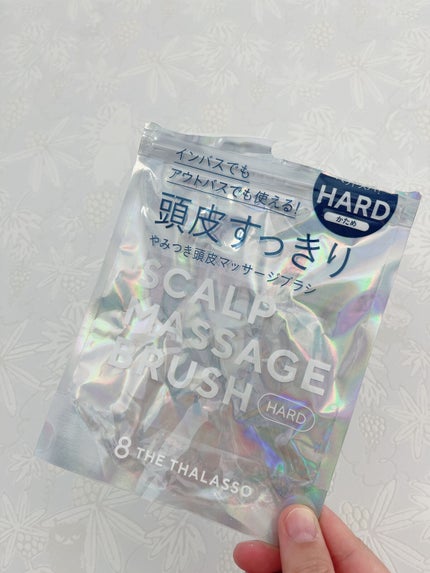 インバスでも
アウトバスでも使える!
HARD
かため
頭皮すっきり
やみつき頭皮マッサージブラシ
SCALP
MASSAGE
BRUSH
HARD
8 THE THALASSO